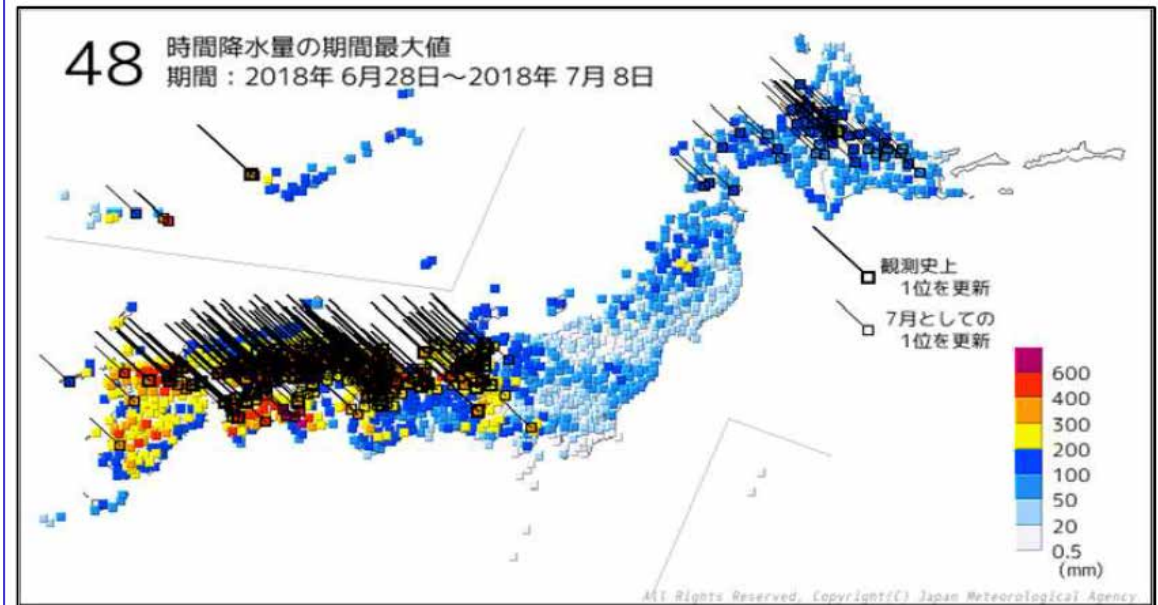 48 時間降水量の期間最大値
期間：2018年 6月28日～2018年 7月 8日
観測史上
1位を更新
7月としての
1位を更新
600
400
300
200
100
50
20
0.5
(mm)
All Rights Reserved, Copyright(C) Japan Meteorological Agency